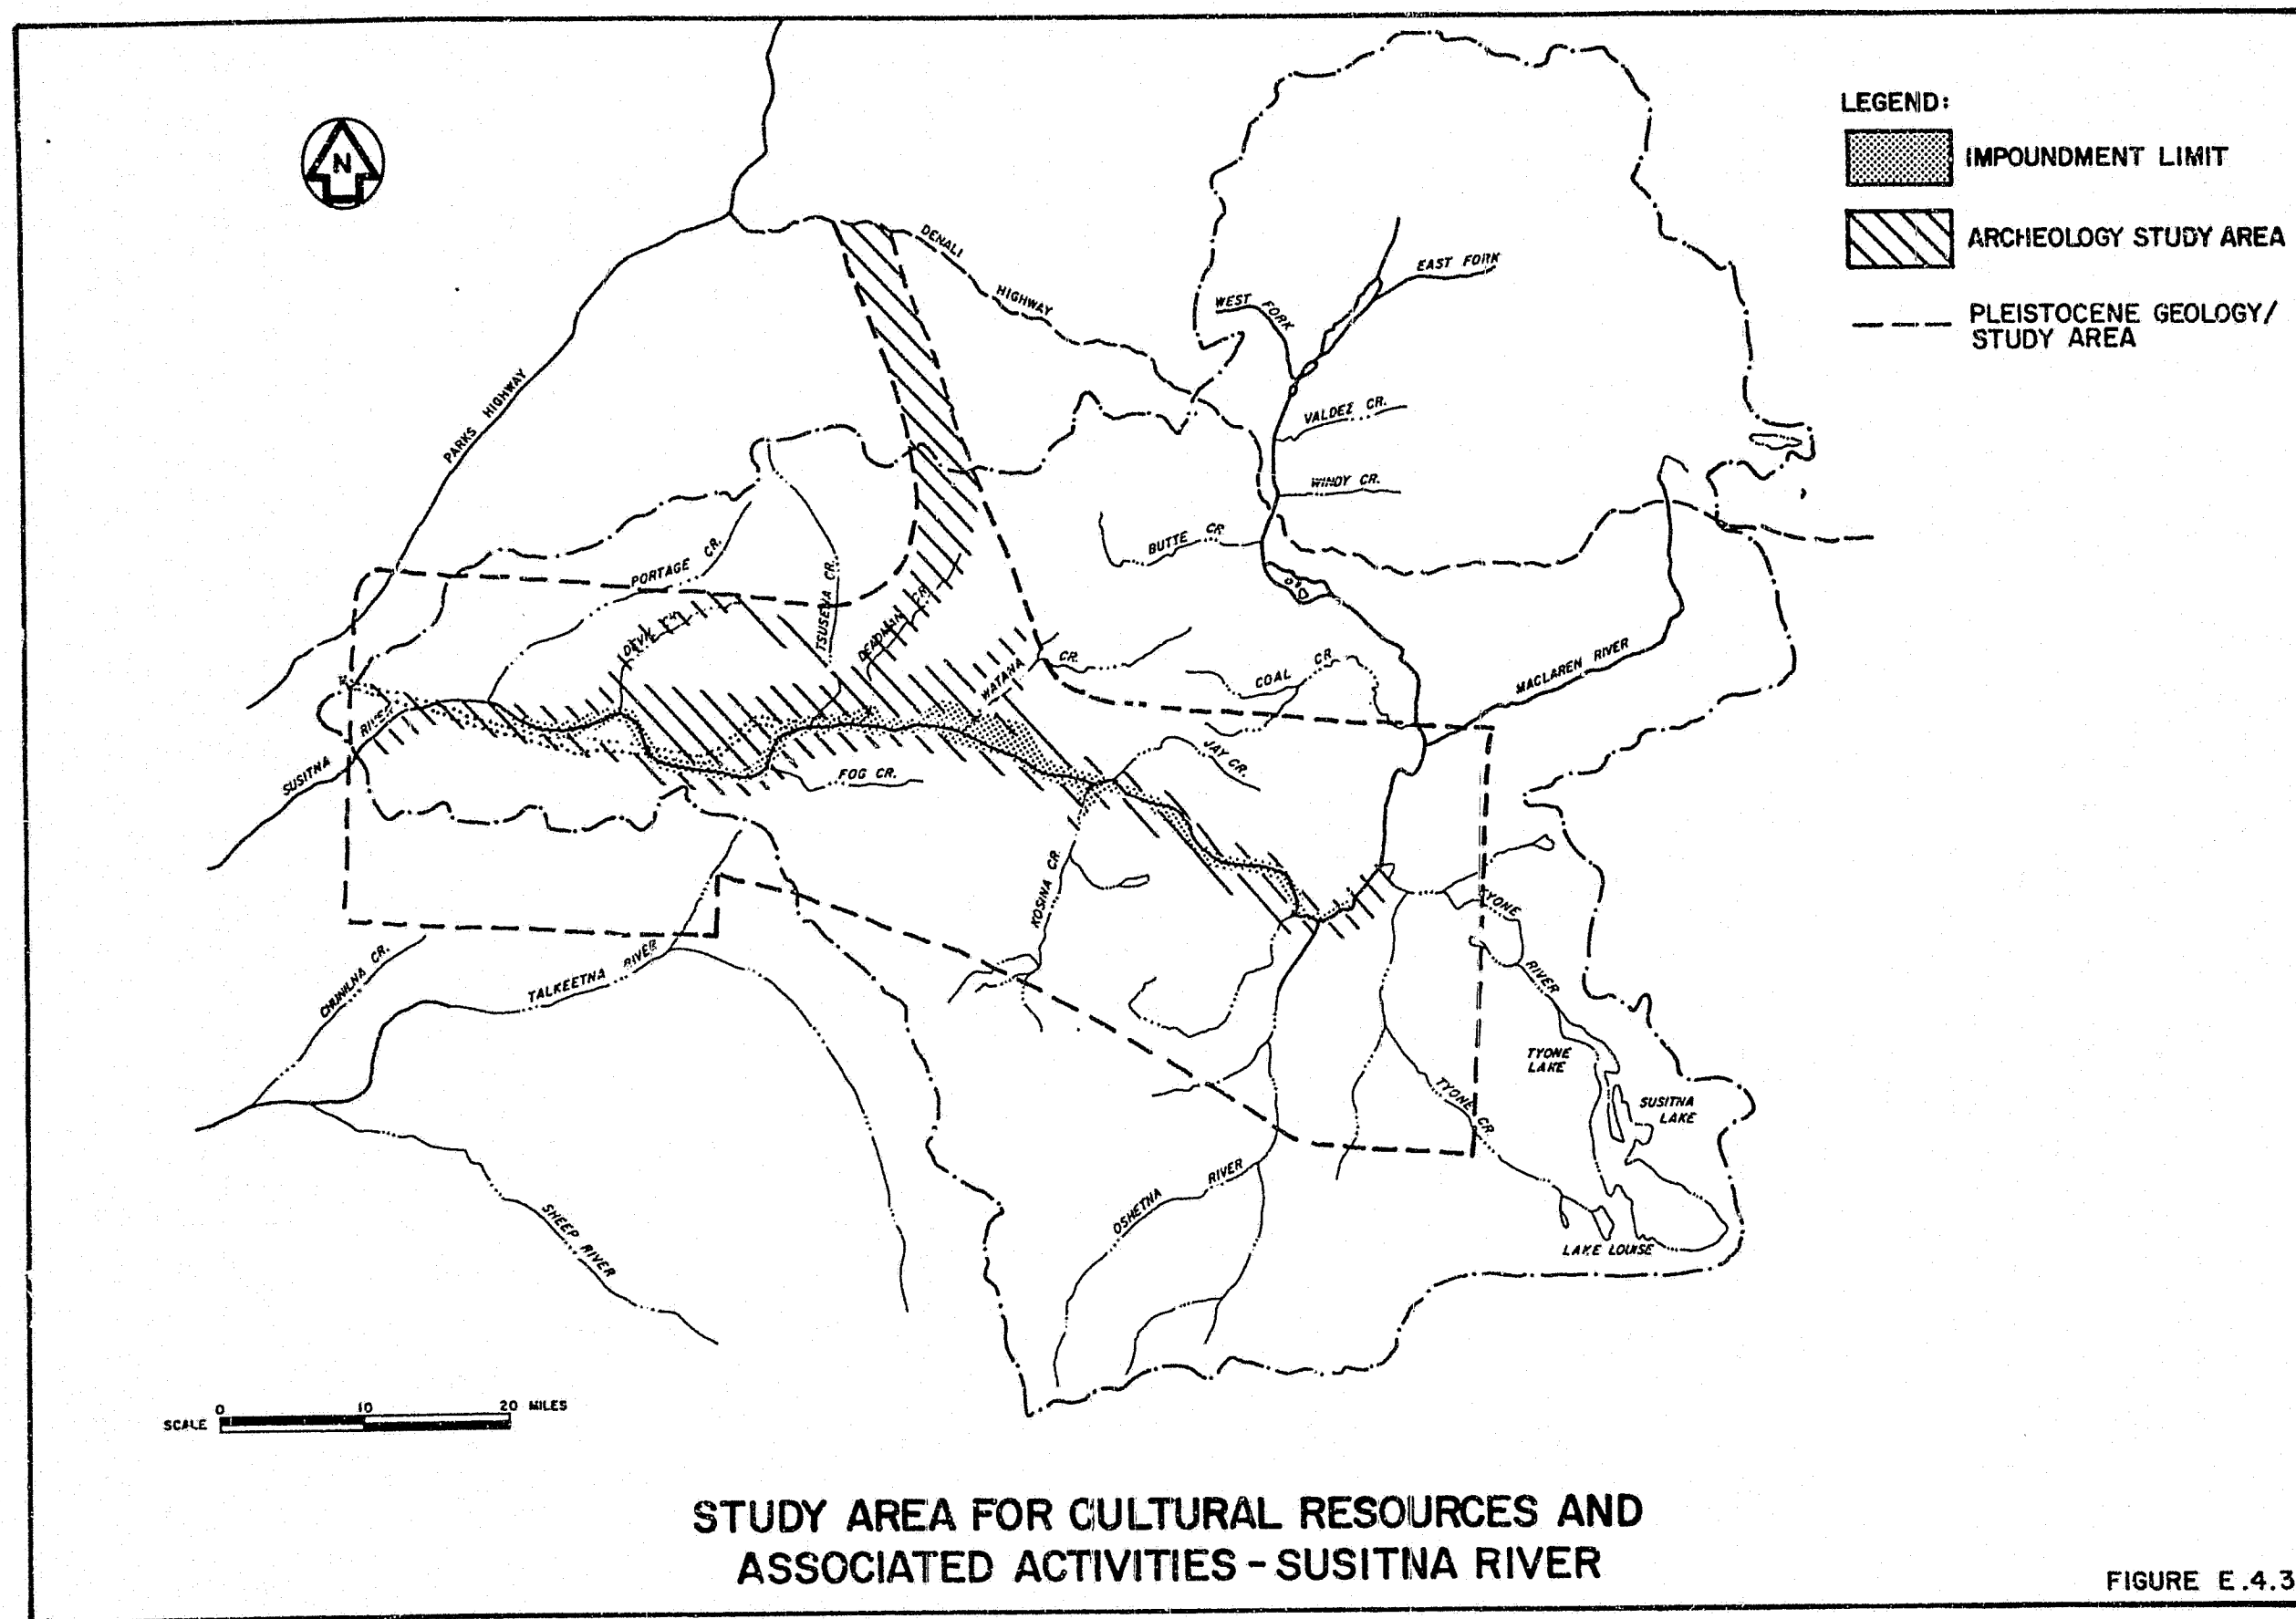 LEGEND:
IMPOUNDMENT LIMIT
ARCHEOLOGY STUDY AREA
PLEISTOCENE GEOLOGY/
STUDY AREA
N
DENALI
HIGHWAY
EAST FORK
WEST FORK
PARKS HIGHWAY
VALDEZ CR.
WINDY CR.
BUTTE CR
PORTAGE CR.
TSUSENA CR.
DEADMAN CR.
WATANA CR.
COAL CR
MACLAREN RIVER
JAY CR.
FOG CR.
SUSITNA RIVER
KOSINA CR.
TYONE
RIVER
CHUNILNA CR.
TALKEETNA RIVER
TYONE
LAKE
SUSITNA
LAKE
TYONE CR.
OSHETNA RIVER
SHEEP RIVER
LAKE LOUISE
0 10 20 MILES
SCALE
STUDY AREA FOR CULTURAL RESOURCES AND
ASSOCIATED ACTIVITIES - SUSITNA RIVER
FIGURE E.4.3